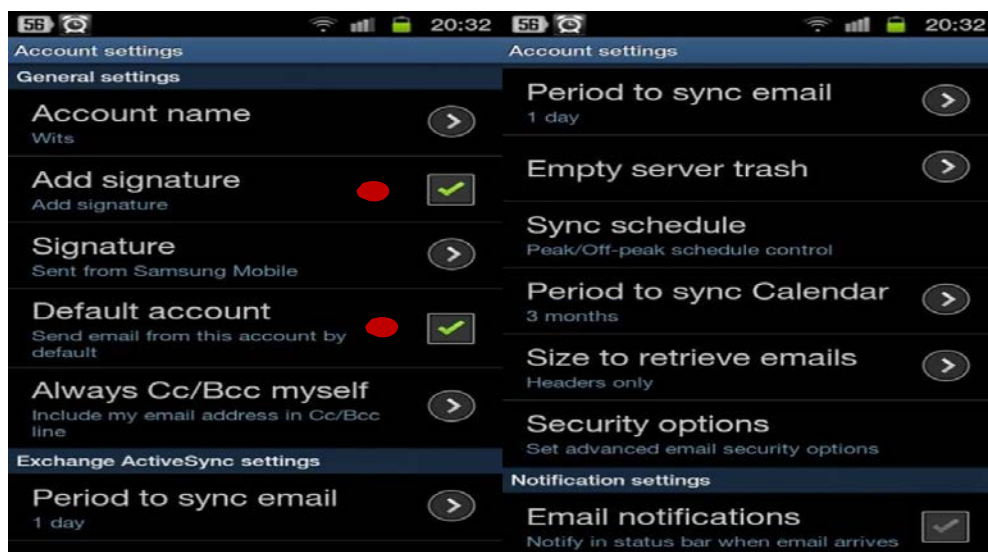 56 20:32
Account settings
General settings
Account name
Wits
Add signature
Add signature
Signature
Sent from Samsung Mobile
Default account
Send email from this account by
default
Always Cc/Bcc myself
Include my email address in Cc/Bcc
line
Exchange ActiveSync settings
Period to sync email
1 day
56 20:32
Account settings
Period to sync email
1 day
Empty server trash
Sync schedule
Peak/Off-peak schedule control
Period to sync Calendar
3 months
Size to retrieve emails
Headers only
Security options
Set advanced email security options
Notification settings
Email notifications
Notify in status bar when email arrives